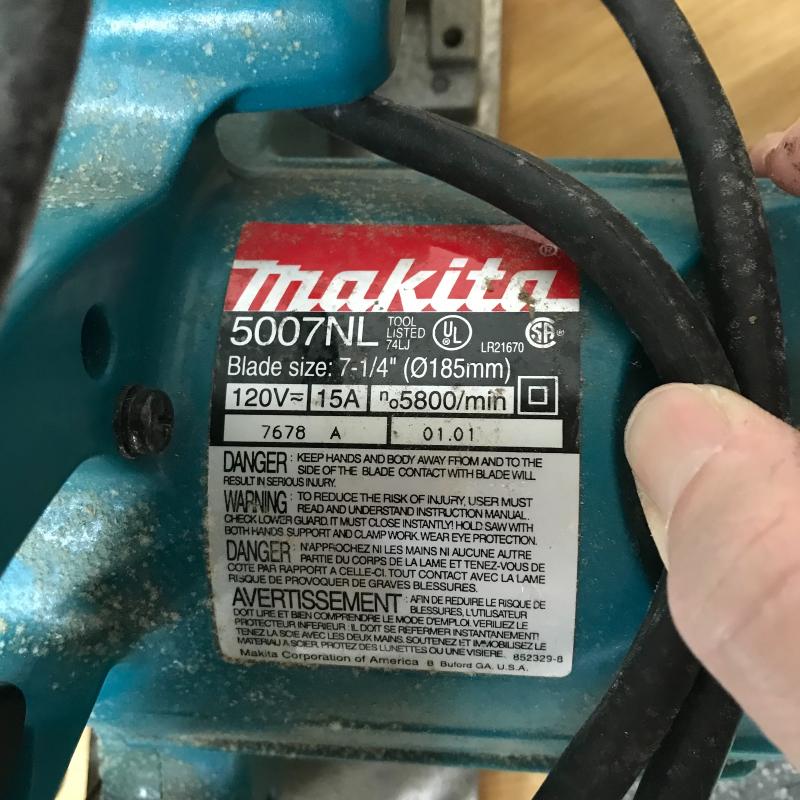 makita®
5007NL TOOL LISTED 74LJ UL LR21670 SA ®
Blade size: 7-1/4" (Ø185mm)
120V≂ 15A n₀5800/min
7678 A 01.01
DANGER : KEEP HANDS AND BODY AWAY FROM AND TO THE
SIDE OF THE BLADE CONTACT WITH BLADE WILL
RESULT IN SERIOUS INJURY.
WARNING : TO REDUCE THE RISK OF INJURY, USER MUST
READ AND UNDERSTAND INSTRUCTION MANUAL.
CHECK LOWER GUARD. IT MUST CLOSE INSTANTLY! HOLD SAW WITH
BOTH HANDS SUPPORT AND CLAMP WORK. WEAR EYE PROTECTION.
DANGER : N'APPROCHEZ NI LES MAINS NI AUCUNE AUTRE
PARTIE DU CORPS DE LA LAME ET TENEZ-VOUS DE
COTE PAR RAPPORT A CELLE-CI. TOUT CONTACT AVEC LA LAME
RISQUE DE PROVOQUER DE GRAVES BLESSURES.
AVERTISSEMENT : AFIN DE REDUIRE LE RISQUE DE
BLESSURES, L'UTILISATEUR
DOIT LIRE ET BIEN COMPRENDRE LE MODE D'EMPLOI. VERIFIEZ LE
PROTECTEUR INFERIEUR : IL DOIT SE REFERMER INSTANTANEMENT!
TENEZ LA SCIE AVEC LES DEUX MAINS. SOUTENEZ ET IMMOBILISEZ LE
MATERIAU A SCIER. PROTEZ DES LUNETTES OU UNE VISIERE. 852329-8
Makita Corporation of America B Buford GA. U.S.A.